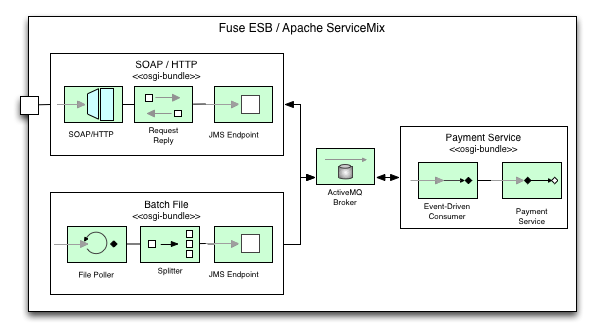 Fuse ESB / Apache ServiceMix
SOAP / HTTP
<<osgi-bundle>>
SOAP/HTTP
Request
Reply
JMS Endpoint
Batch File
<<osgi-bundle>>
File Poller
Splitter
JMS Endpoint
ActiveMQ
Broker
Payment Service
<<osgi-bundle>>
Event-Driven
Consumer
Payment
Service